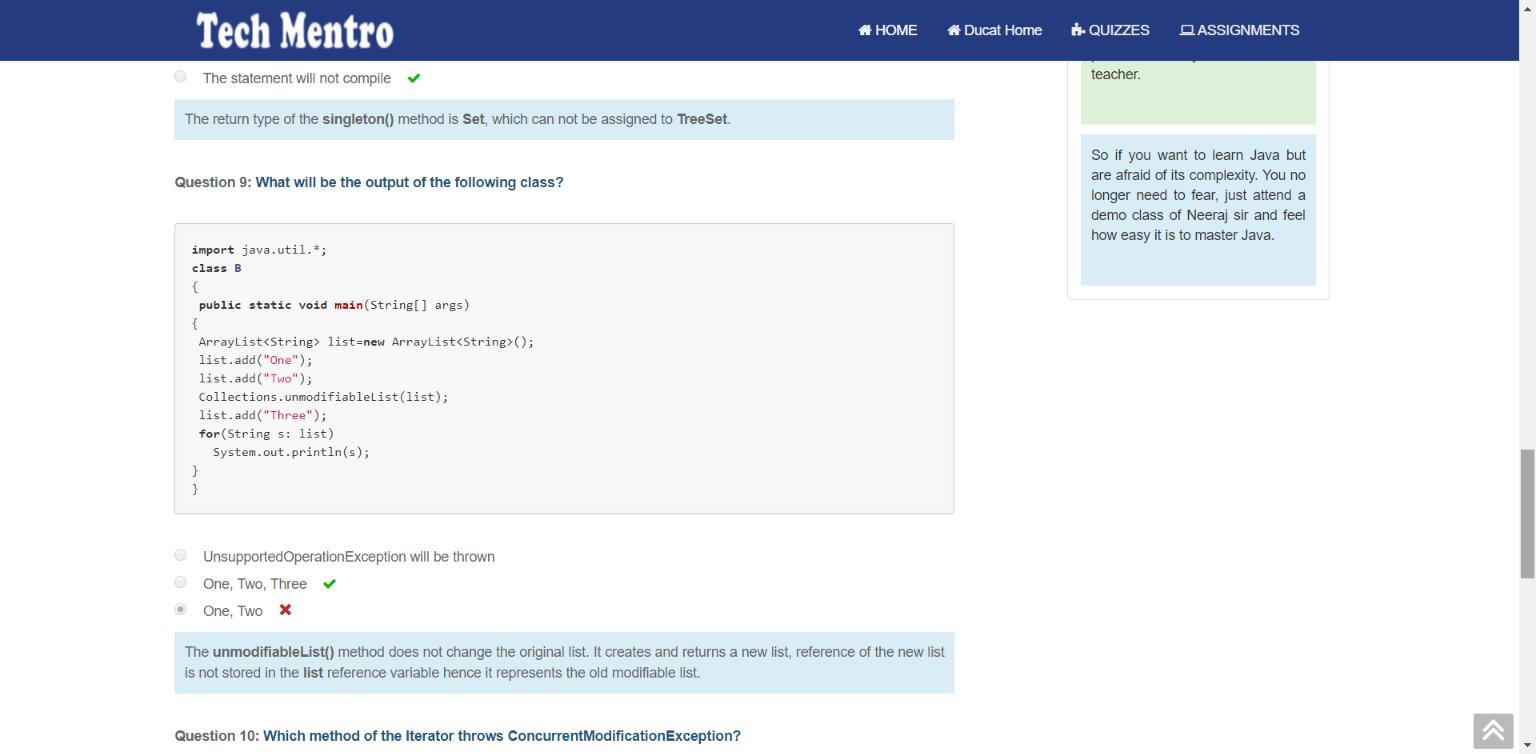 Tech Mentro
HOME
Ducat Home
QUIZZES
ASSIGNMENTS
The statement will not compile
The return type of the singleton() method is Set, which can not be assigned to TreeSet.
Question 9: What will be the output of the following class?
import java.util.*;
class B
{
public static void main(String[] args)
{
ArrayList<String> list=new ArrayList<String>();
list.add("One");
list.add("Two");
Collections.unmodifiableList(list);
list.add("Three");
for(String s: list)
System.out.println(s);
}
}
UnsupportedOperationException will be thrown
One, Two, Three
One, Two
The unmodifiableList() method does not change the original list. It creates and returns a new list, reference of the new list
is not stored in the list reference variable hence it represents the old modifiable list.
Question 10: Which method of the Iterator throws ConcurrentModificationException?
teacher.
So if you want to learn Java but
are afraid of its complexity. You no
longer need to fear, just attend a
demo class of Neeraj sir and feel
how easy it is to master Java.